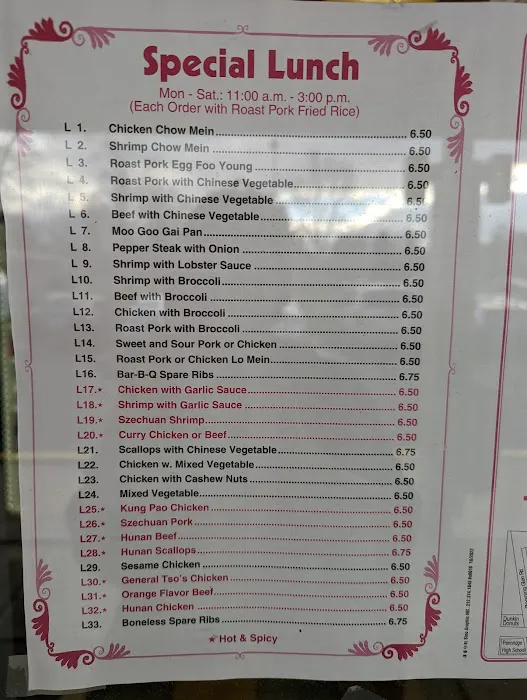 Special Lunch
Mon - Sat.: 11:00 a.m. - 3:00 p.m.
(Each Order with Roast Pork Fried Rice)
L 1. Chicken Chow Mein 6.50
L 2. Shrimp Chow Mein 6.50
L 3. Roast Pork Egg Foo Young 6.50
L 4. Roast Pork with Chinese Vegetable 6.50
L 5. Shrimp with Chinese Vegetable 6.50
L 6. Beef with Chinese Vegetable 6.50
L 7. Moo Goo Gai Pan 6.50
L 8. Pepper Steak with Onion 6.50
L 9. Shrimp with Lobster Sauce 6.50
L10. Shrimp with Broccoli 6.50
L11. Beef with Broccoli 6.50
L12. Chicken with Broccoli 6.50
L13. Roast Pork with Broccoli 6.50
L14. Sweet and Sour Pork or Chicken 6.50
L15. Roast Pork or Chicken Lo Mein 6.50
L16. Bar-B-Q Spare Ribs 6.75
L17.* Chicken with Garlic Sauce 6.50
L18.* Shrimp with Garlic Sauce 6.50
L19.* Szechuan Shrimp 6.50
L20.* Curry Chicken or Beef 6.50
L21. Scallops with Chinese Vegetable 6.75
L22. Chicken w. Mixed Vegetable 6.50
L23. Chicken with Cashew Nuts 6.50
L24. Mixed Vegetable 6.50
L25.* Kung Pao Chicken 6.50
L26.* Szechuan Pork 6.50
L27.* Hunan Beef 6.50
L28.* Hunan Scallops 6.75
L29. Sesame Chicken 6.50
L30.* General Tso's Chicken 6.50
L31.* Orange Flavor Beef 6.50
L32.* Hunan Chicken 6.50
L33. Boneless Spare Ribs 6.75
* Hot & Spicy
Dunkin
Donuts
High School